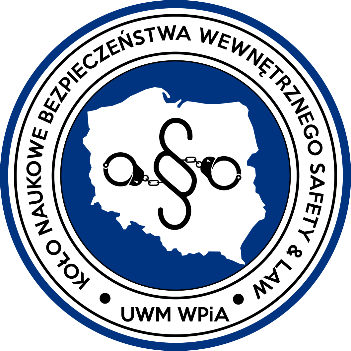 KOŁO NAUKOWE BEZPIECZEŃSTWA WEWNĘTRZNEGO SAFETY & LAW
UWM WPiA